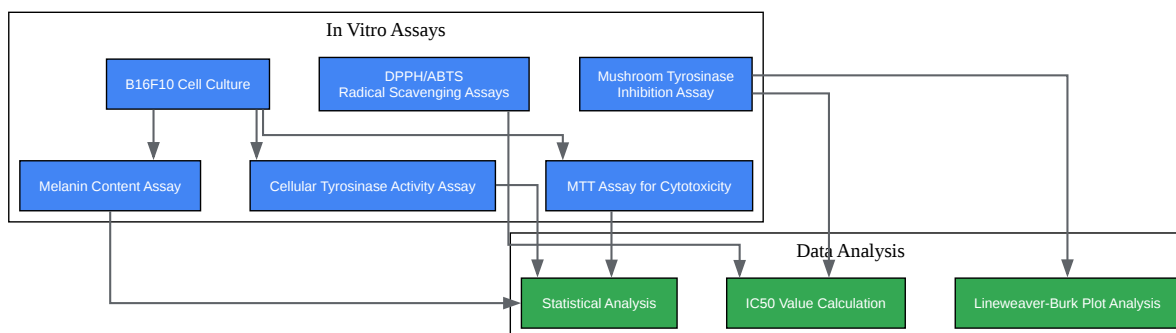 In Vitro Assays
B16F10 Cell Culture
DPPH/ABTS
Radical Scavenging Assays
Mushroom Tyrosinase
Inhibition Assay
Melanin Content Assay
Cellular Tyrosinase Activity Assay
MTT Assay for Cytotoxicity
Data Analysis
Statistical Analysis
IC50 Value Calculation
Lineweaver-Burk Plot Analysis